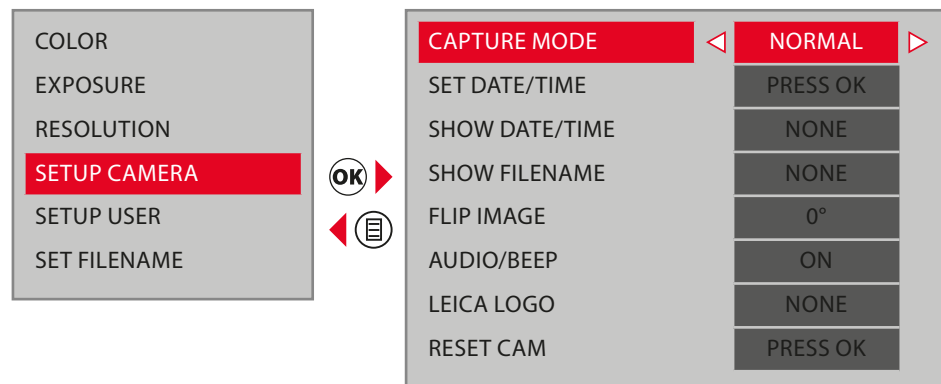 COLOR
EXPOSURE
RESOLUTION
SETUP CAMERA
SETUP USER
SET FILENAME
OK
CAPTURE MODE NORMAL
SET DATE/TIME PRESS OK
SHOW DATE/TIME NONE
SHOW FILENAME NONE
FLIP IMAGE 0°
AUDIO/BEEP ON
LEICA LOGO NONE
RESET CAM PRESS OK